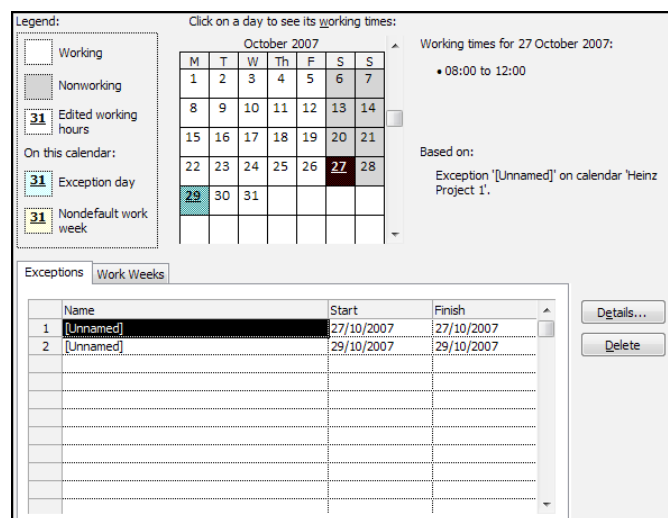 Legend:
Working
Nonworking
31 Edited working
hours
On this calendar:
31 Exception day
31 Nondefault work
week
Click on a day to see its working times:
October 2007
M T W Th F S S
1 2 3 4 5 6 7
8 9 10 11 12 13 14
15 16 17 18 19 20 21
22 23 24 25 26 27 28
29 30 31
Working times for 27 October 2007:
• 08:00 to 12:00
Based on:
Exception '[Unnamed]' on calendar 'Heinz
Project 1'.
Exceptions Work Weeks
Name Start Finish
1 [Unnamed] 27/10/2007 27/10/2007
2 [Unnamed] 29/10/2007 29/10/2007
Details...
Delete